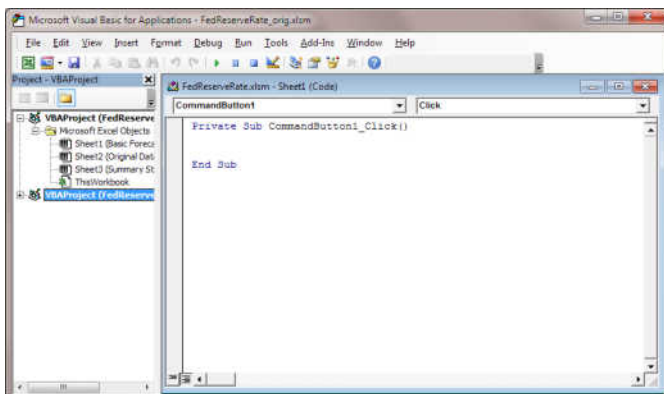 Microsoft Visual Basic for Applications - FedReserveRate_orig.xlsm
File Edit View Insert Format Debug Run Tools Add-Ins Window Help
Project - VBAProject
VBAProject (FedReserve
Microsoft Excel Objects
Sheet1 (Basic Foreca
Sheet2 (Original Dat
Sheet3 (Summary St
ThisWorkbook
VBAProject (FedReserve
FedReserveRate.xlsm - Sheet1 (Code)
CommandButton1 Click
Private Sub CommandButton1_Click()
End Sub